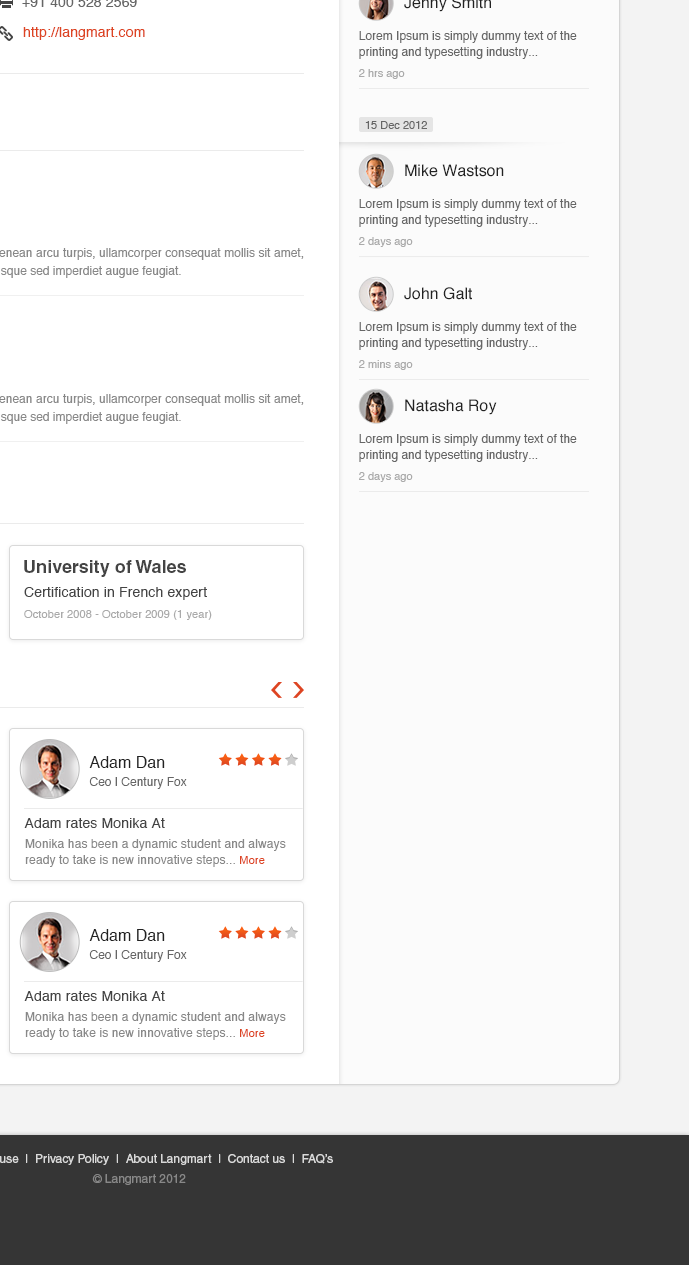 +91 400 528 2569
http://langmart.com
enean arcu turpis, ullamcorper consequat mollis sit amet,
sque sed imperdiet augue feugiat.
enean arcu turpis, ullamcorper consequat mollis sit amet,
sque sed imperdiet augue feugiat.
University of Wales
Certification in French expert
October 2008 - October 2009 (1 year)
Adam Dan
Ceo I Century Fox
Adam rates Monika At
Monika has been a dynamic student and always
ready to take is new innovative steps... More
Adam Dan
Ceo I Century Fox
Adam rates Monika At
Monika has been a dynamic student and always
ready to take is new innovative steps... More
Jenny Smith
Lorem Ipsum is simply dummy text of the
printing and typesetting industry...
2 hrs ago
15 Dec 2012
Mike Wastson
Lorem Ipsum is simply dummy text of the
printing and typesetting industry...
2 days ago
John Galt
Lorem Ipsum is simply dummy text of the
printing and typesetting industry...
2 mins ago
Natasha Roy
Lorem Ipsum is simply dummy text of the
printing and typesetting industry...
2 days ago
use I Privacy Policy I About Langmart I Contact us I FAQ's
© Langmart 2012